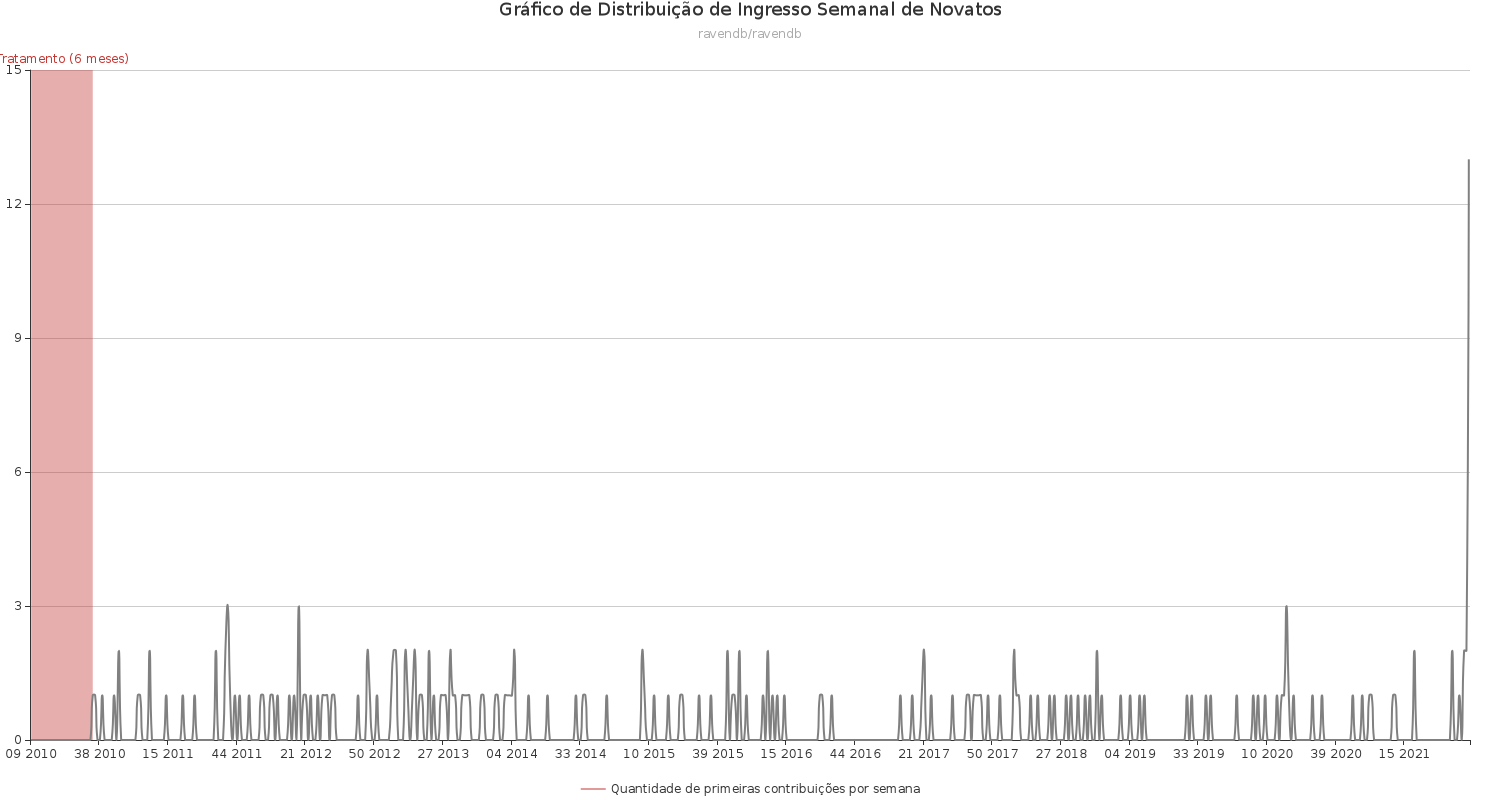 Gráfico de Distribuição de Ingresso Semanal de Novatos
ravendb/ravendb
Tratamento (6 meses)
15
12
9
6
3
0
09 2010 38 2010 15 2011 44 2011 21 2012 50 2012 27 2013 04 2014 33 2014 10 2015 39 2015 15 2016 44 2016 21 2017 50 2017 27 2018 04 2019 33 2019 10 2020 39 2020 15 2021
Quantidade de primeiras contribuições por semana